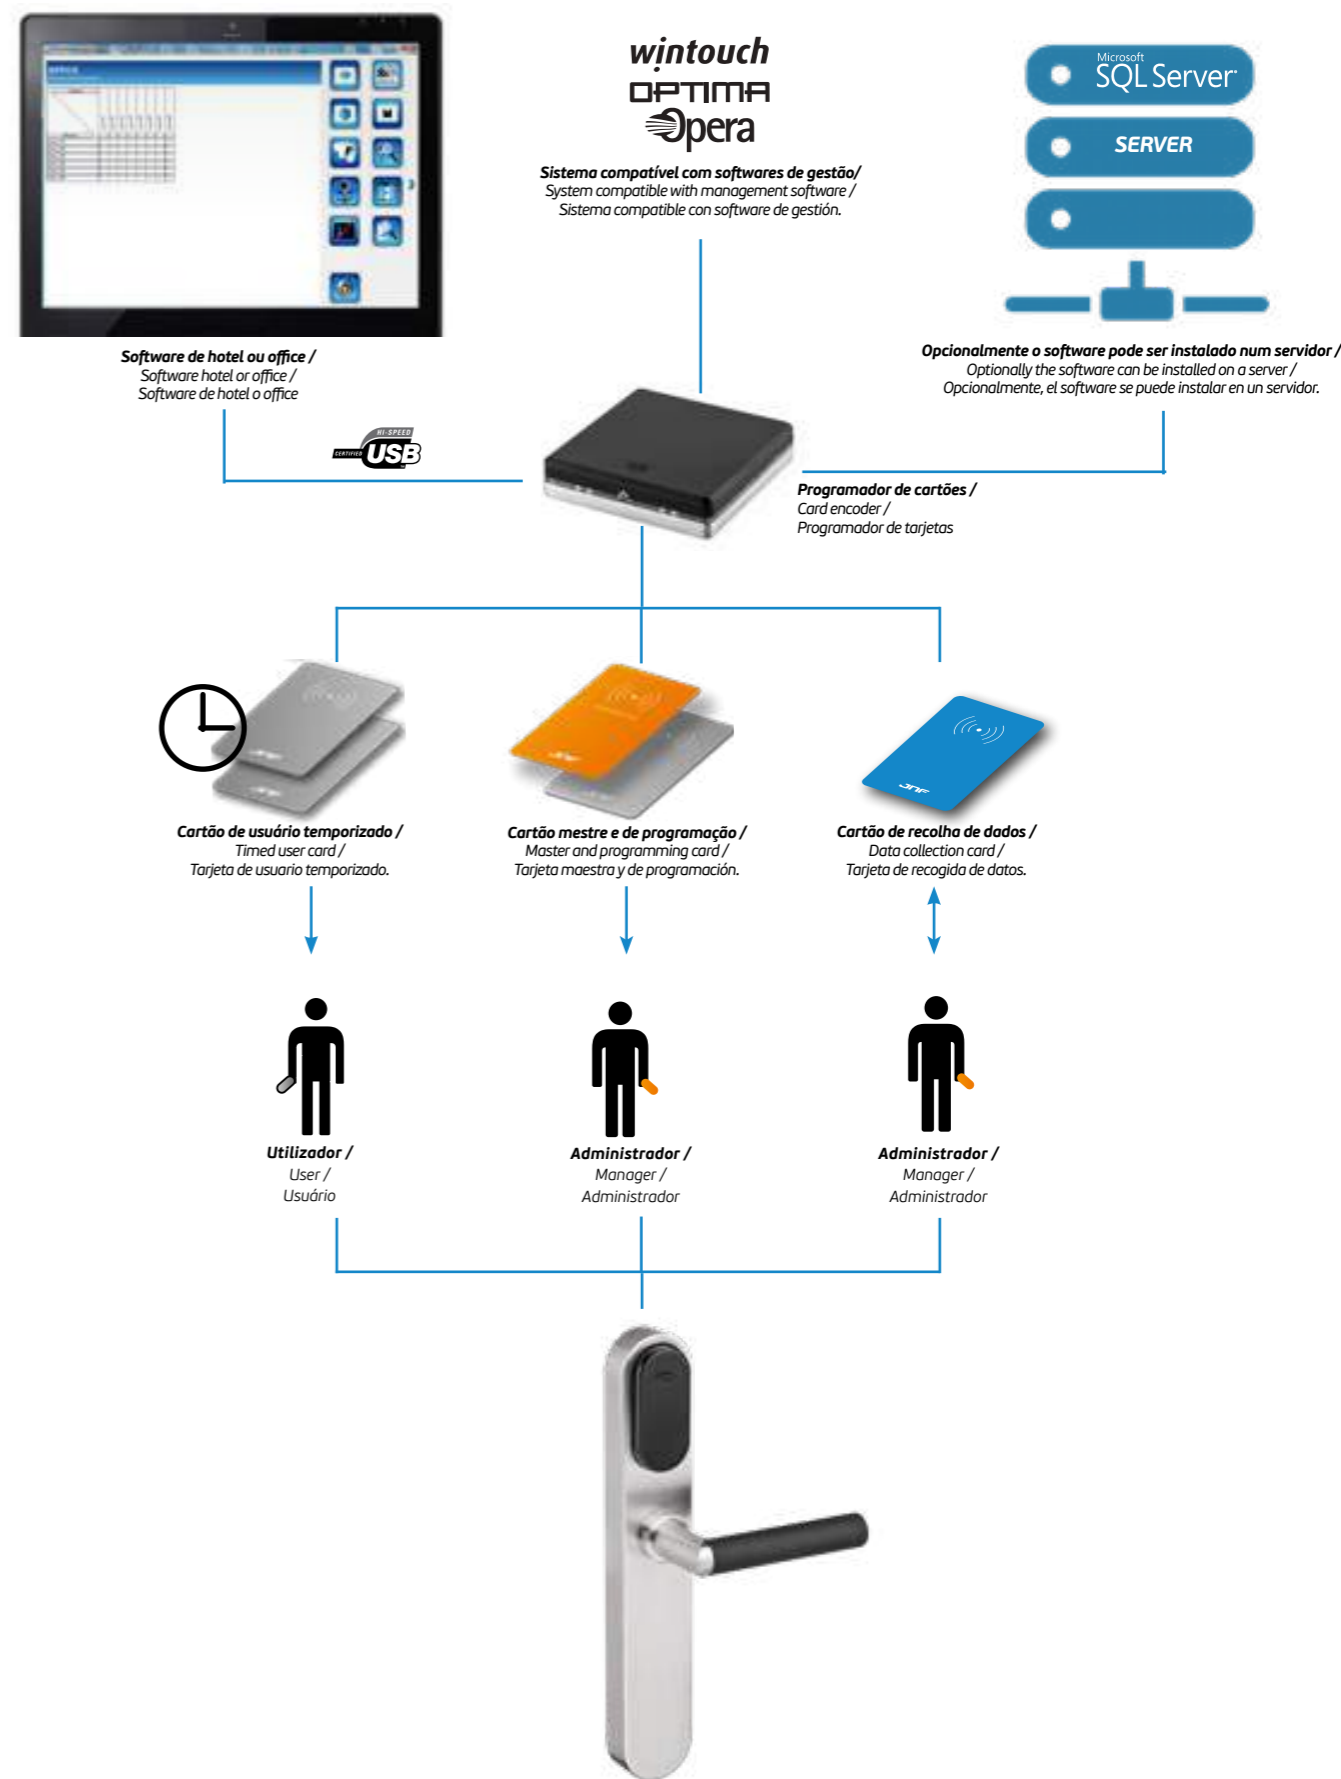 OFFICE
wintouch
OPTIMA
Opera
Sistema compatível com softwares de gestão/
System compatible with management software /
Sistema compatible con software de gestión.
Microsoft
SQL Server
SERVER
Software de hotel ou office /
Software hotel or office /
Software de hotel o office
Opcionalmente o software pode ser instalado num servidor /
Optionally the software can be installed on a server /
Opcionalmente, el software se puede instalar en un servidor.
HI-SPEED
CERTIFIED USB
Programador de cartões /
Card encoder /
Programador de tarjetas
JNF
JNF
JNF
JNF
Cartão de usuário temporizado /
Timed user card /
Tarjeta de usuario temporizado.
Cartão mestre e de programação /
Master and programming card /
Tarjeta maestra y de programación.
Cartão de recolha de dados /
Data collection card /
Tarjeta de recogida de datos.
Utilizador /
User /
Usuário
Administrador /
Manager /
Administrador
Administrador /
Manager /
Administrador